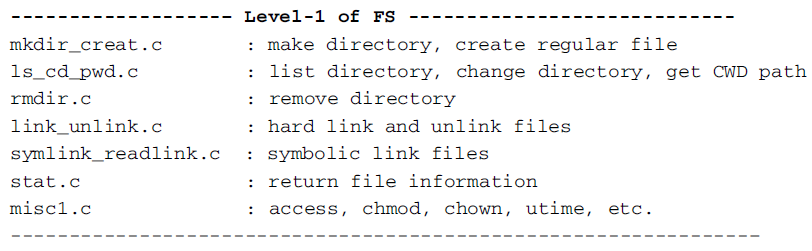 ------------------- Level-1 of FS ---------------------------
mkdir_creat.c : make directory, create regular file
ls_cd_pwd.c : list directory, change directory, get CWD path
rmdir.c : remove directory
link_unlink.c : hard link and unlink files
symlink_readlink.c : symbolic link files
stat.c : return file information
misc1.c : access, chmod, chown, utime, etc.
---------------------------------------------------------------